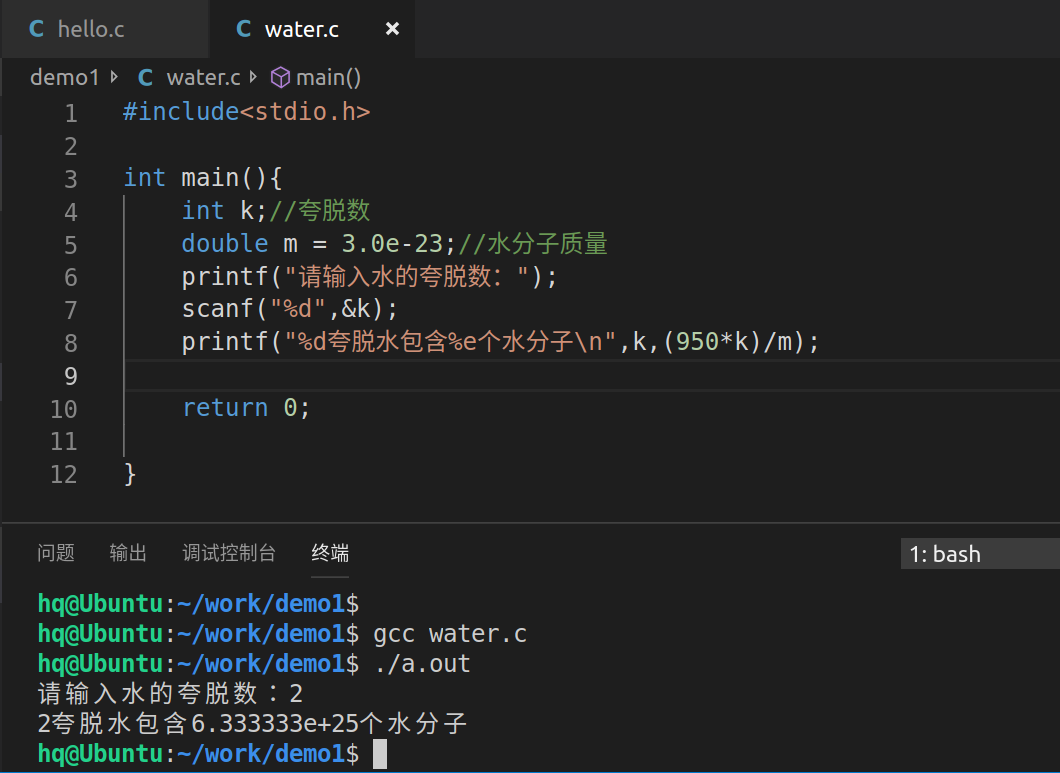 C hello.c C water.c ×
demo1 C water.c main()
1 #include<stdio.h>
2
3 int main(){
4 int k;//夸脱数
5 double m = 3.0e-23;//水分子质量
6 printf("请输入水的夸脱数：");
7 scanf("%d",&k);
8 printf("%d夸脱水包含%e个水分子\n",k,(950*k)/m);
9
10 return 0;
11
12 }
问题 输出 调试控制台 终端 1: bash
hq@Ubuntu:~/work/demo1$
hq@Ubuntu:~/work/demo1$ gcc water.c
hq@Ubuntu:~/work/demo1$ ./a.out
请输入水的夸脱数：2
2夸脱水包含6.333333e+25个水分子
hq@Ubuntu:~/work/demo1$